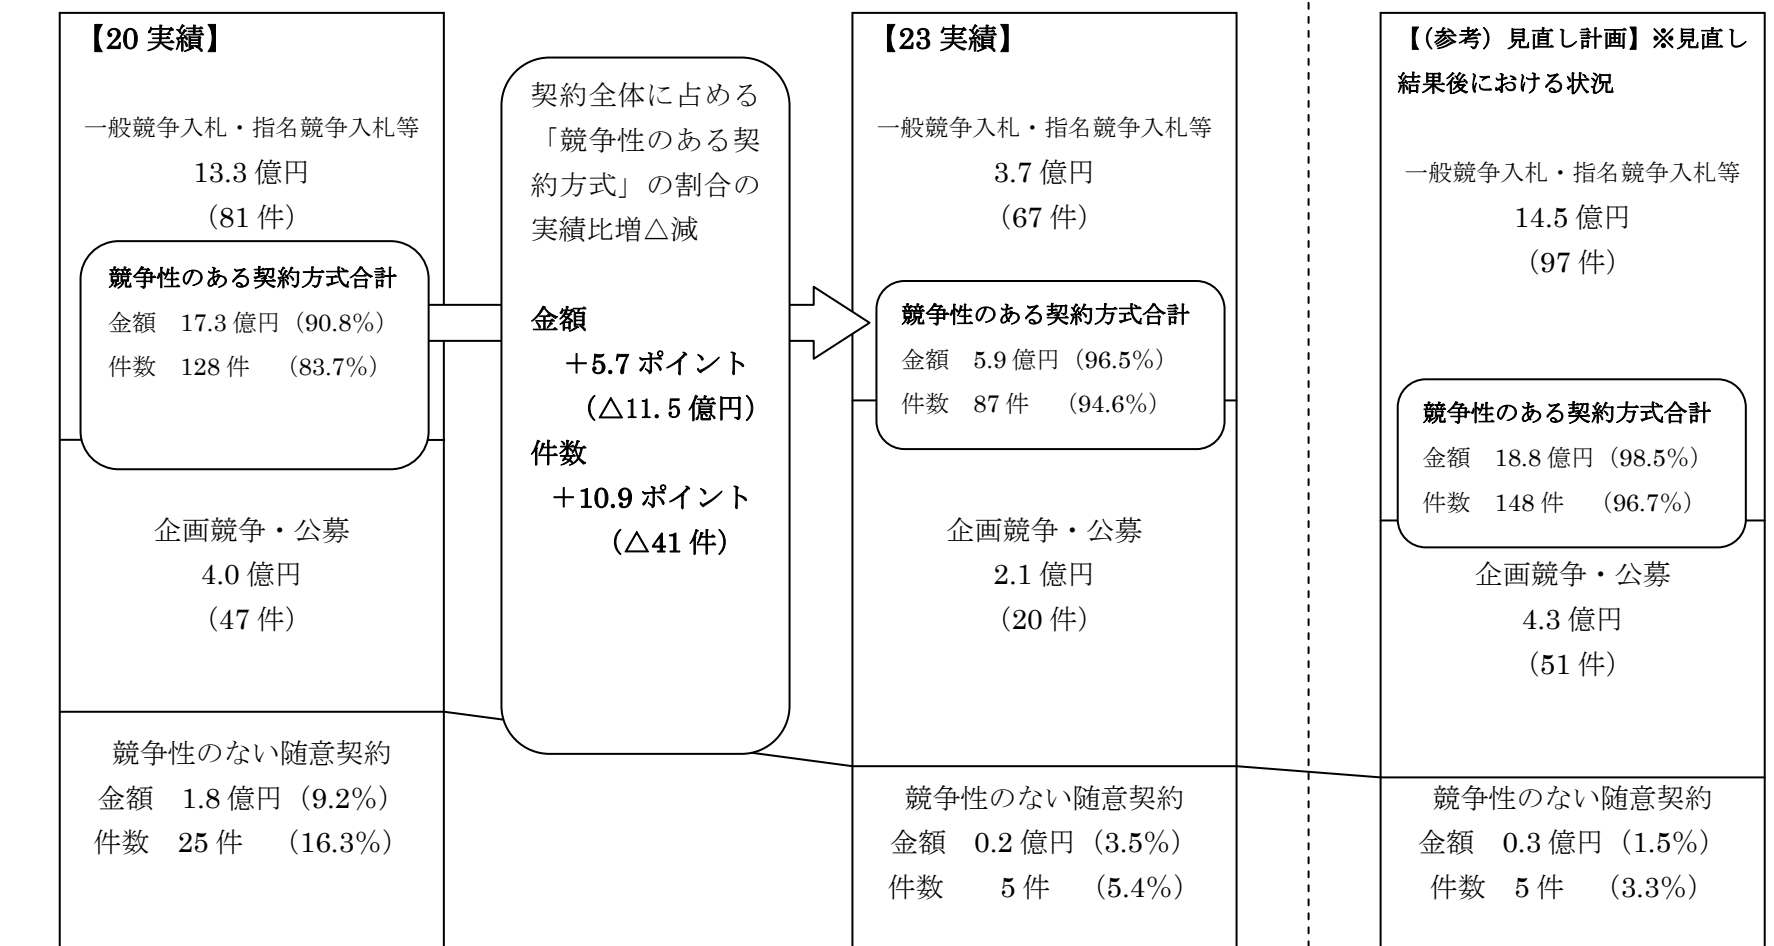 【20 実績】
一般競争入札・指名競争入札等
13.3 億円
（81 件）
競争性のある契約方式合計
金額　17.3 億円（90.8%）
件数　128 件　（83.7%）
企画競争・公募
4.0 億円
（47 件）
競争性のない随意契約
金額　1.8 億円（9.2%）
件数　25 件　（16.3%）
契約全体に占める
「競争性のある契
約方式」の割合の
実績比増△減
金額
＋5.7 ポイント
（△11.5 億円）
件数
＋10.9 ポイント
（△41 件）
【23 実績】
一般競争入札・指名競争入札等
3.7 億円
（67 件）
競争性のある契約方式合計
金額　5.9 億円（96.5%）
件数　87 件　（94.6%）
企画競争・公募
2.1 億円
（20 件）
競争性のない随意契約
金額　0.2 億円（3.5%）
件数　5 件　（5.4%）
【（参考）見直し計画】※見直し
結果後における状況
一般競争入札・指名競争入札等
14.5 億円
（97 件）
競争性のある契約方式合計
金額　18.8 億円（98.5%）
件数　148 件　（96.7%）
企画競争・公募
4.3 億円
（51 件）
競争性のない随意契約
金額　0.3 億円（1.5%）
件数　5 件　（3.3%）